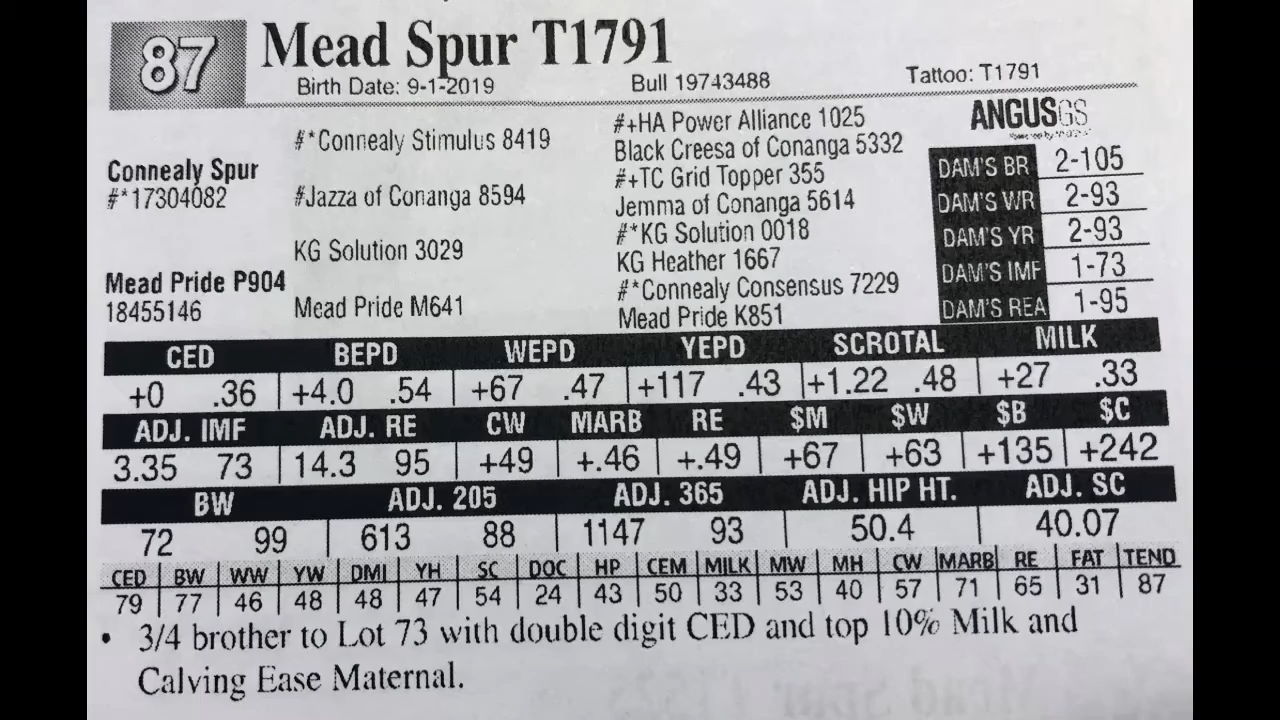 87 Mead Spur T1791
Birth Date: 9-1-2019 Bull 19743488 Tattoo: T1791
ANGUS GS
Powered by
#+HA Power Alliance 1025
#*Connealy Stimulus 8419
Black Creesa of Conanga 5332
Connealy Spur
#*17304082
#+TC Grid Topper 355
#Jazza of Conanga 8594
Jemma of Conanga 5614
#*KG Solution 0018
KG Solution 3029
KG Heather 1667
Mead Pride P904
18455146
#*Connealy Consensus 7229
Mead Pride M641
Mead Pride K851
DAM'S BR 2-105
DAM'S WR 2-93
DAM'S YR 2-93
DAM'S IMF 1-73
DAM'S REA 1-95
CED BEPD WEPD YEPD SCROTAL MILK
+0 .36 +4.0 .54 +67 .47 +117 .43 +1.22 .48 +27 .33
ADJ. IMF ADJ. RE CW MARB RE $M $W $B $C
3.35 73 14.3 95 +49 +.46 +.49 +67 +63 +135 +242
BW ADJ. 205 ADJ. 365 ADJ. HIP HT. ADJ. SC
72 99 613 88 1147 93 50.4 40.07
CED BW WW YW DMI YH SC DOC HP CEM MILK MW MH CW MARB RE FAT TEND
79 77 46 48 48 47 54 24 43 50 33 53 40 57 71 65 31 87
• 3/4 brother to Lot 73 with double digit CED and top 10% Milk and
Calving Ease Maternal.